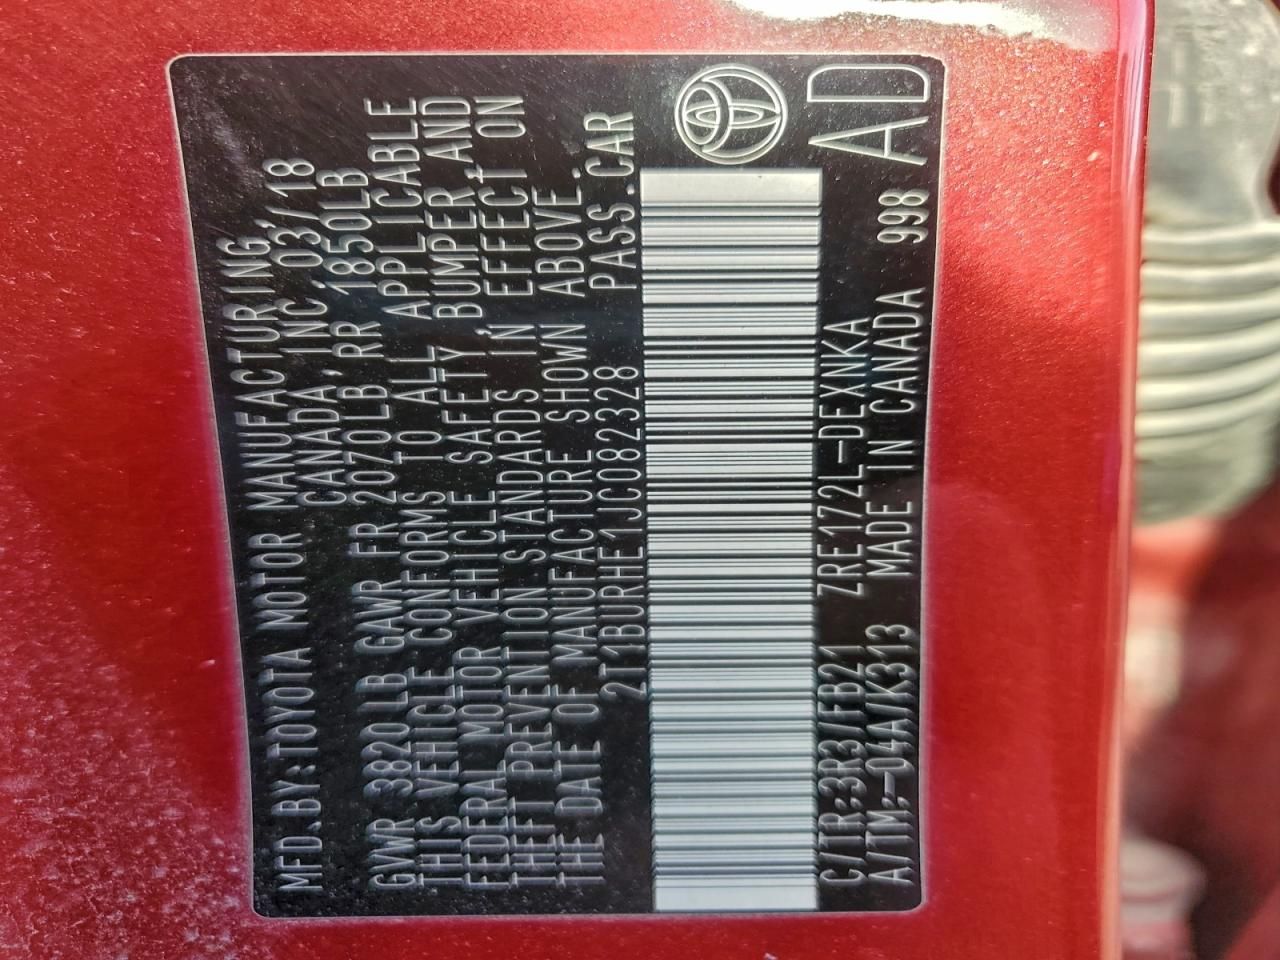 MFD.BY:TOYOTA MOTOR MANUFACTURING,
CANADA, INC. 03/18
GVWR 3820LB GAWR FR 2070LB, RR 1850LB
THIS VEHICLE CONFORMS TO ALL APPLICABLE
FEDERAL MOTOR VEHICLE SAFETY BUMPER, AND
THEFT PREVENTION STANDARDS IN EFFECT ON
THE DATE OF MANUFACTURE SHOWN ABOVE.
2T1BURHE1JC082328 PASS.CAR
C/TR:3R3/FB21 ZRE172L-DEXNKA AD
A/TM:-04A/K313 MADE IN CANADA 998